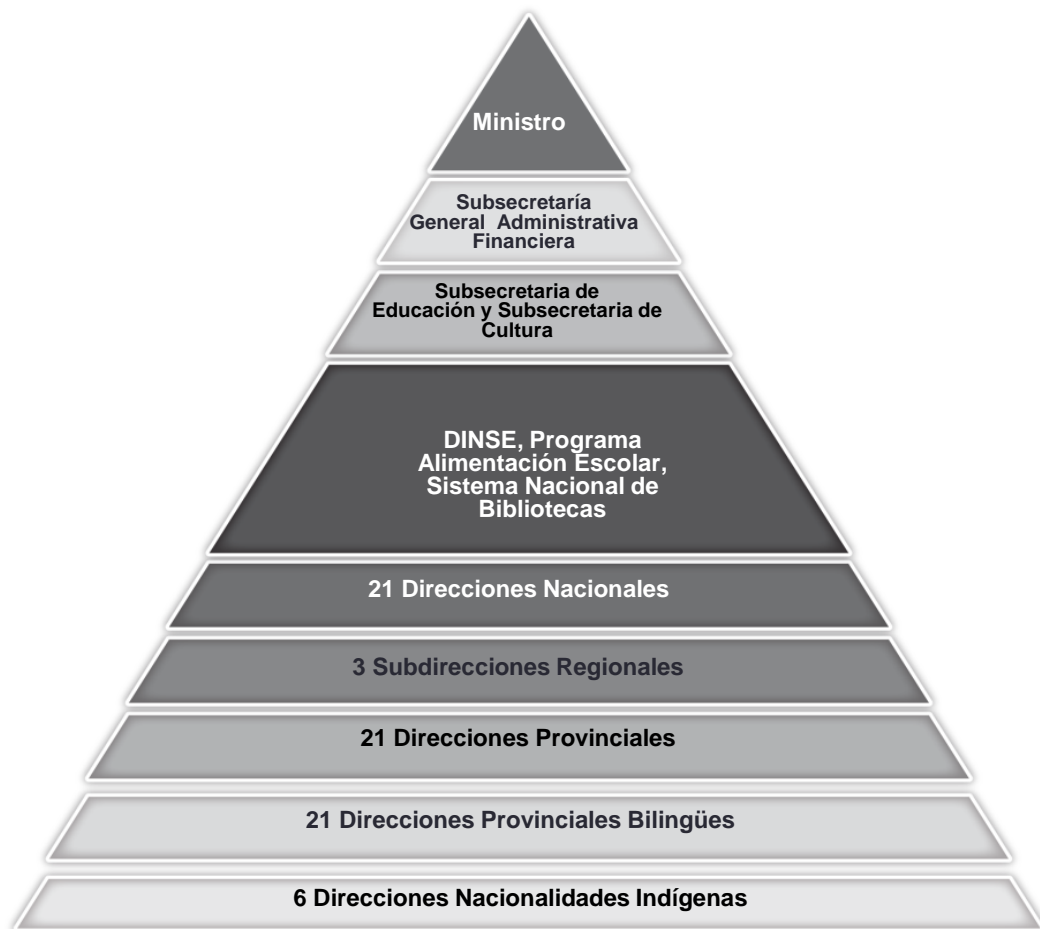 Ministro
Subsecretaría
General Administrativa
Financiera
Subsecretaria de
Educación y Subsecretaria de
Cultura
DINSE, Programa
Alimentación Escolar,
Sistema Nacional de
Bibliotecas
21 Direcciones Nacionales
3 Subdirecciones Regionales
21 Direcciones Provinciales
21 Direcciones Provinciales Bilingües
6 Direcciones Nacionalidades Indígenas